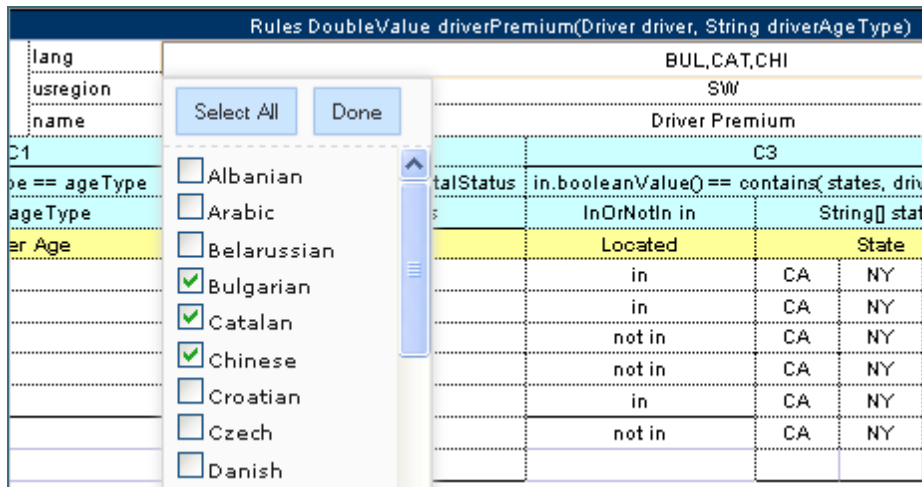 Rules DoubleValue driverPremium(Driver driver, String driverAgeType)
lang BUL,CAT,CHI
usregion SW
name Driver Premium
Select All Done
C1 C3
pe == ageType talStatus in.booleanValue() == contains( states, driv
ageType s InOrNotIn in String[] stat
er Age Located State
Albanian
Arabic
Belarussian
Bulgarian in CA NY
Catalan in CA NY
Chinese not in CA NY
not in CA NY
Croatian in CA NY
Czech not in CA NY
Danish